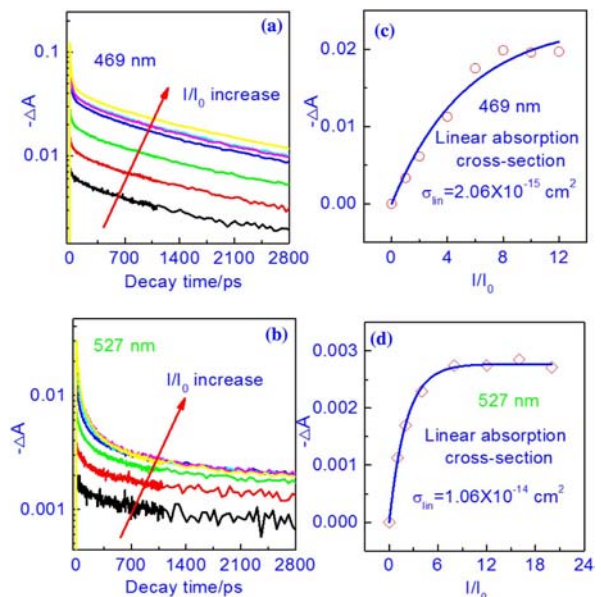 (a)
469 nm
I/I₀ increase
-ΔA
0.1
0.01
0 700 1400 2100 2800
Decay time/ps
(c)
469 nm
Linear absorption
cross-section
σlin=2.06X10⁻¹⁵ cm²
-ΔA
0.02
0.01
0.00
0 4 8 12
I/I₀
(b)
527 nm
I/I₀ increase
-ΔA
0.01
0.001
0 700 1400 2100 2800
Decay time/ps
(d)
527 nm
Linear absorption
cross-section
σlin=1.06X10⁻¹⁴ cm²
-ΔA
0.003
0.002
0.001
0.000
0 6 12 18 24
I/I₀